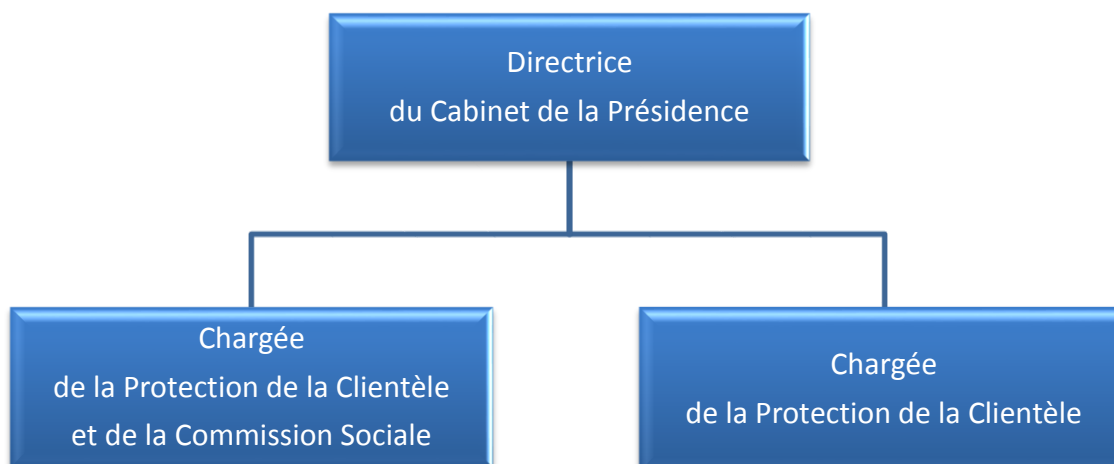 Directrice
du Cabinet de la Présidence
Chargée
de la Protection de la Clientèle
et de la Commission Sociale
Chargée
de la Protection de la Clientèle